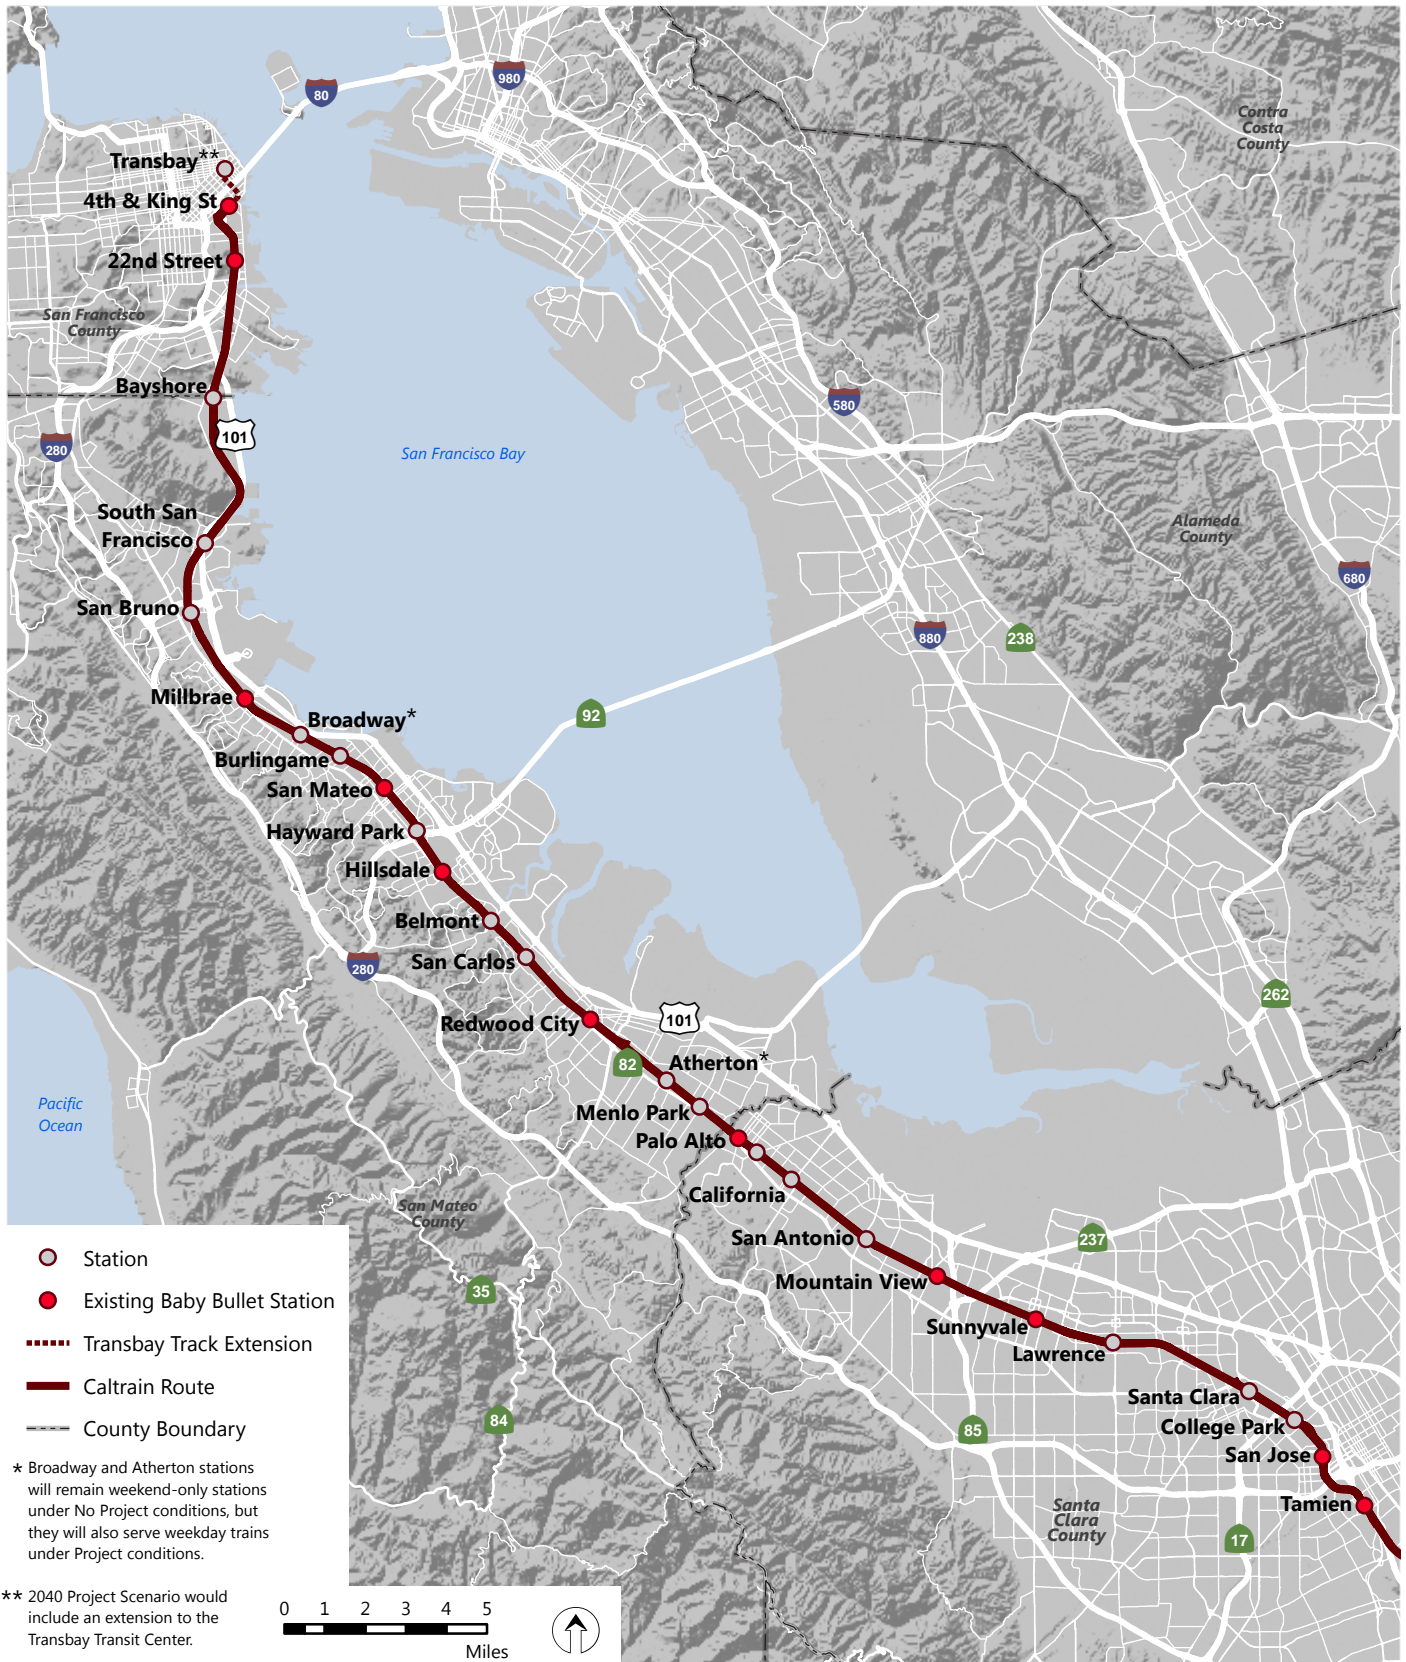 980
80
Contra
Costa
County
Transbay**
4th & King St
22nd Street
San Francisco
County
Bayshore
580
101
280
San Francisco Bay
South San
Francisco
Alameda
County
680
San Bruno
880
238
Millbrae
Broadway*
92
Burlingame
San Mateo
Hayward Park
Hillsdale
Belmont
San Carlos
280
262
Redwood City
101
82
Atherton*
Pacific
Ocean
Menlo Park
Palo Alto
California
San Mateo
County
San Antonio
237
Mountain View
35
Sunnyvale
Lawrence
Santa Clara
84
85
College Park
San Jose
Tamien
Santa
Clara
County
17
Station
Existing Baby Bullet Station
Transbay Track Extension
Caltrain Route
County Boundary
* Broadway and Atherton stations
will remain weekend-only stations
under No Project conditions, but
they will also serve weekday trains
under Project conditions.
** 2040 Project Scenario would
include an extension to the
Transbay Transit Center.
0 1 2 3 4 5
Miles